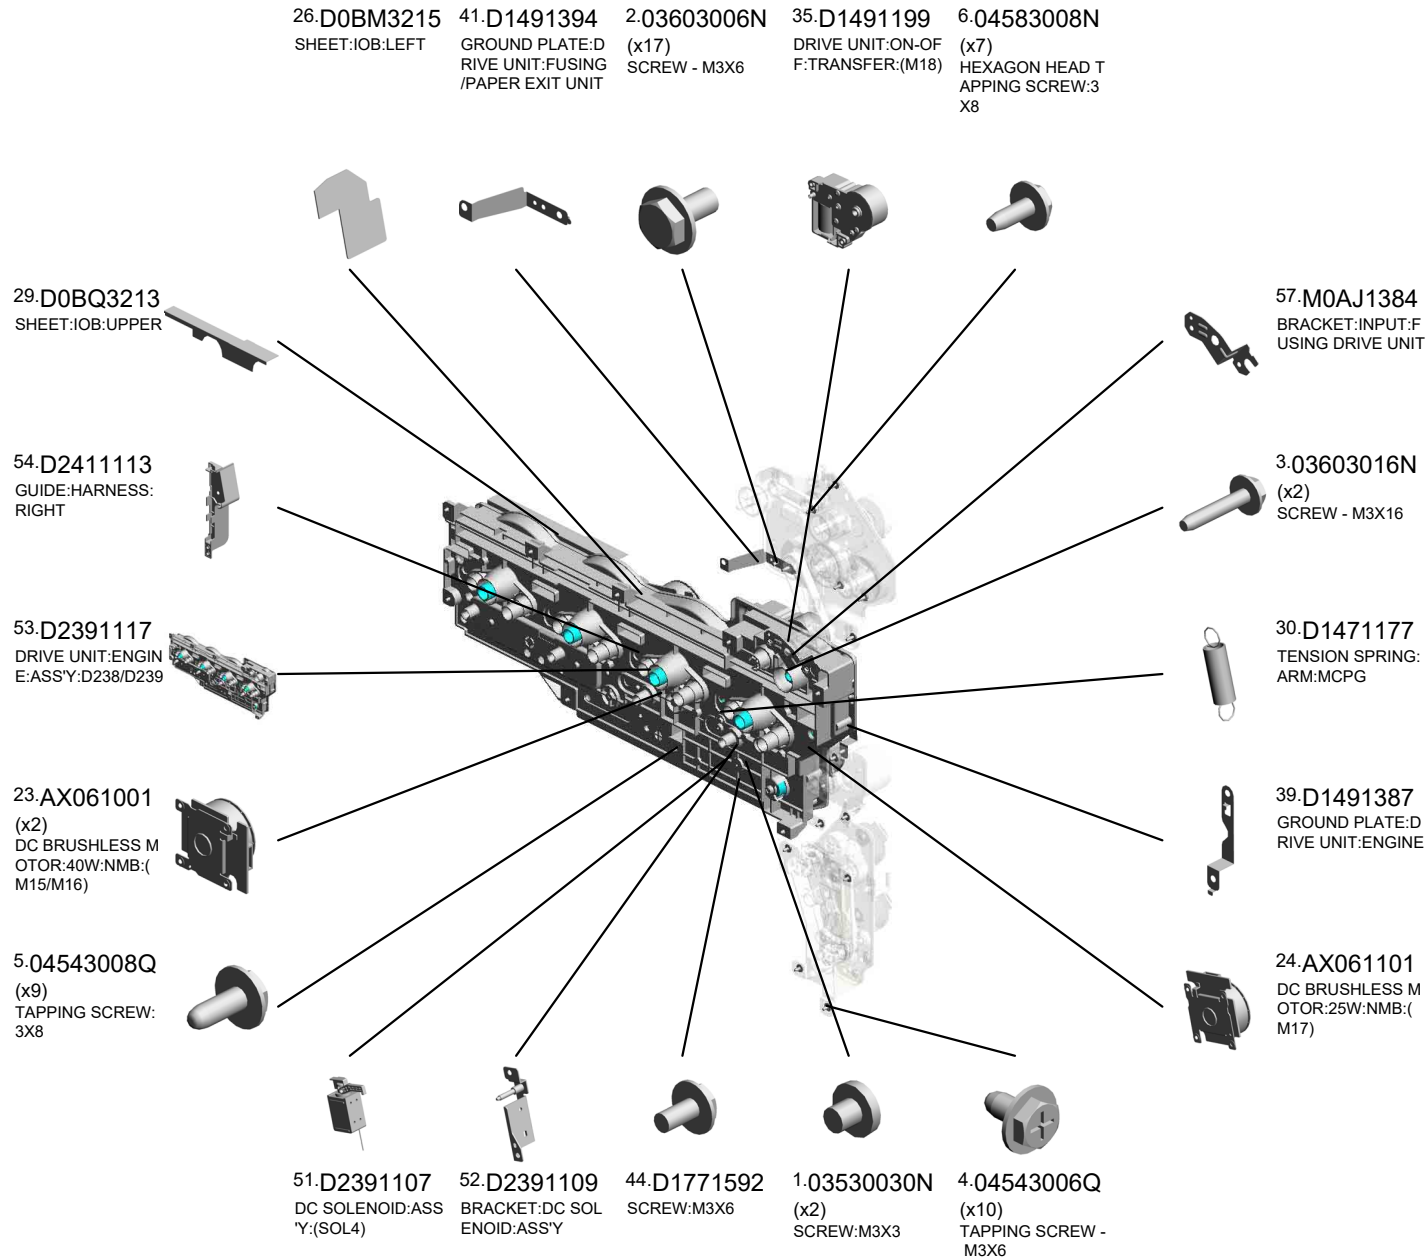 26.D0BM3215
SHEET:IOB:LEFT
41.D1491394
GROUND PLATE:D
RIVE UNIT:FUSING
/PAPER EXIT UNIT
2.03603006N
(x17)
SCREW - M3X6
35.D1491199
DRIVE UNIT:ON-OF
F:TRANSFER:(M18)
6.04583008N
(x7)
HEXAGON HEAD T
APPING SCREW:3
X8
29.D0BQ3213
SHEET:IOB:UPPER
57.M0AJ1384
BRACKET:INPUT:F
USING DRIVE UNIT
54.D2411113
GUIDE:HARNESS:
RIGHT
3.03603016N
(x2)
SCREW - M3X16
53.D2391117
DRIVE UNIT:ENGIN
E:ASS'Y:D238/D239
30.D1471177
TENSION SPRING:
ARM:MCPG
23.AX061001
(x2)
DC BRUSHLESS M
OTOR:40W:NMB:(
M15/M16)
39.D1491387
GROUND PLATE:D
RIVE UNIT:ENGINE
5.04543008Q
(x9)
TAPPING SCREW:
3X8
24.AX061101
DC BRUSHLESS M
OTOR:25W:NMB:(
M17)
51.D2391107
DC SOLENOID:ASS
'Y:(SOL4)
52.D2391109
BRACKET:DC SOL
ENOID:ASS'Y
44.D1771592
SCREW:M3X6
1.03530030N
(x2)
SCREW:M3X3
4.04543006Q
(x10)
TAPPING SCREW -
M3X6